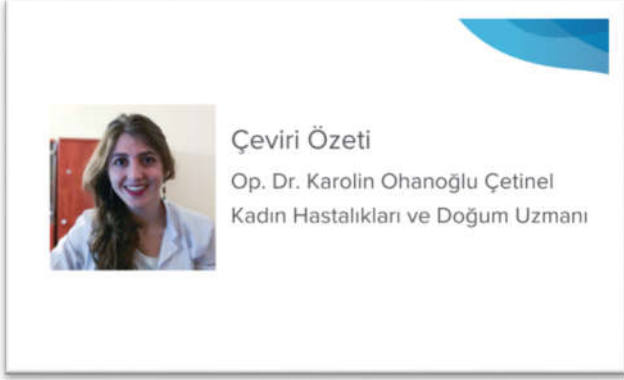 Çeviri Özeti
Op. Dr. Karolin Ohanoğlu Çetinel
Kadın Hastalıkları ve Doğum Uzmanı